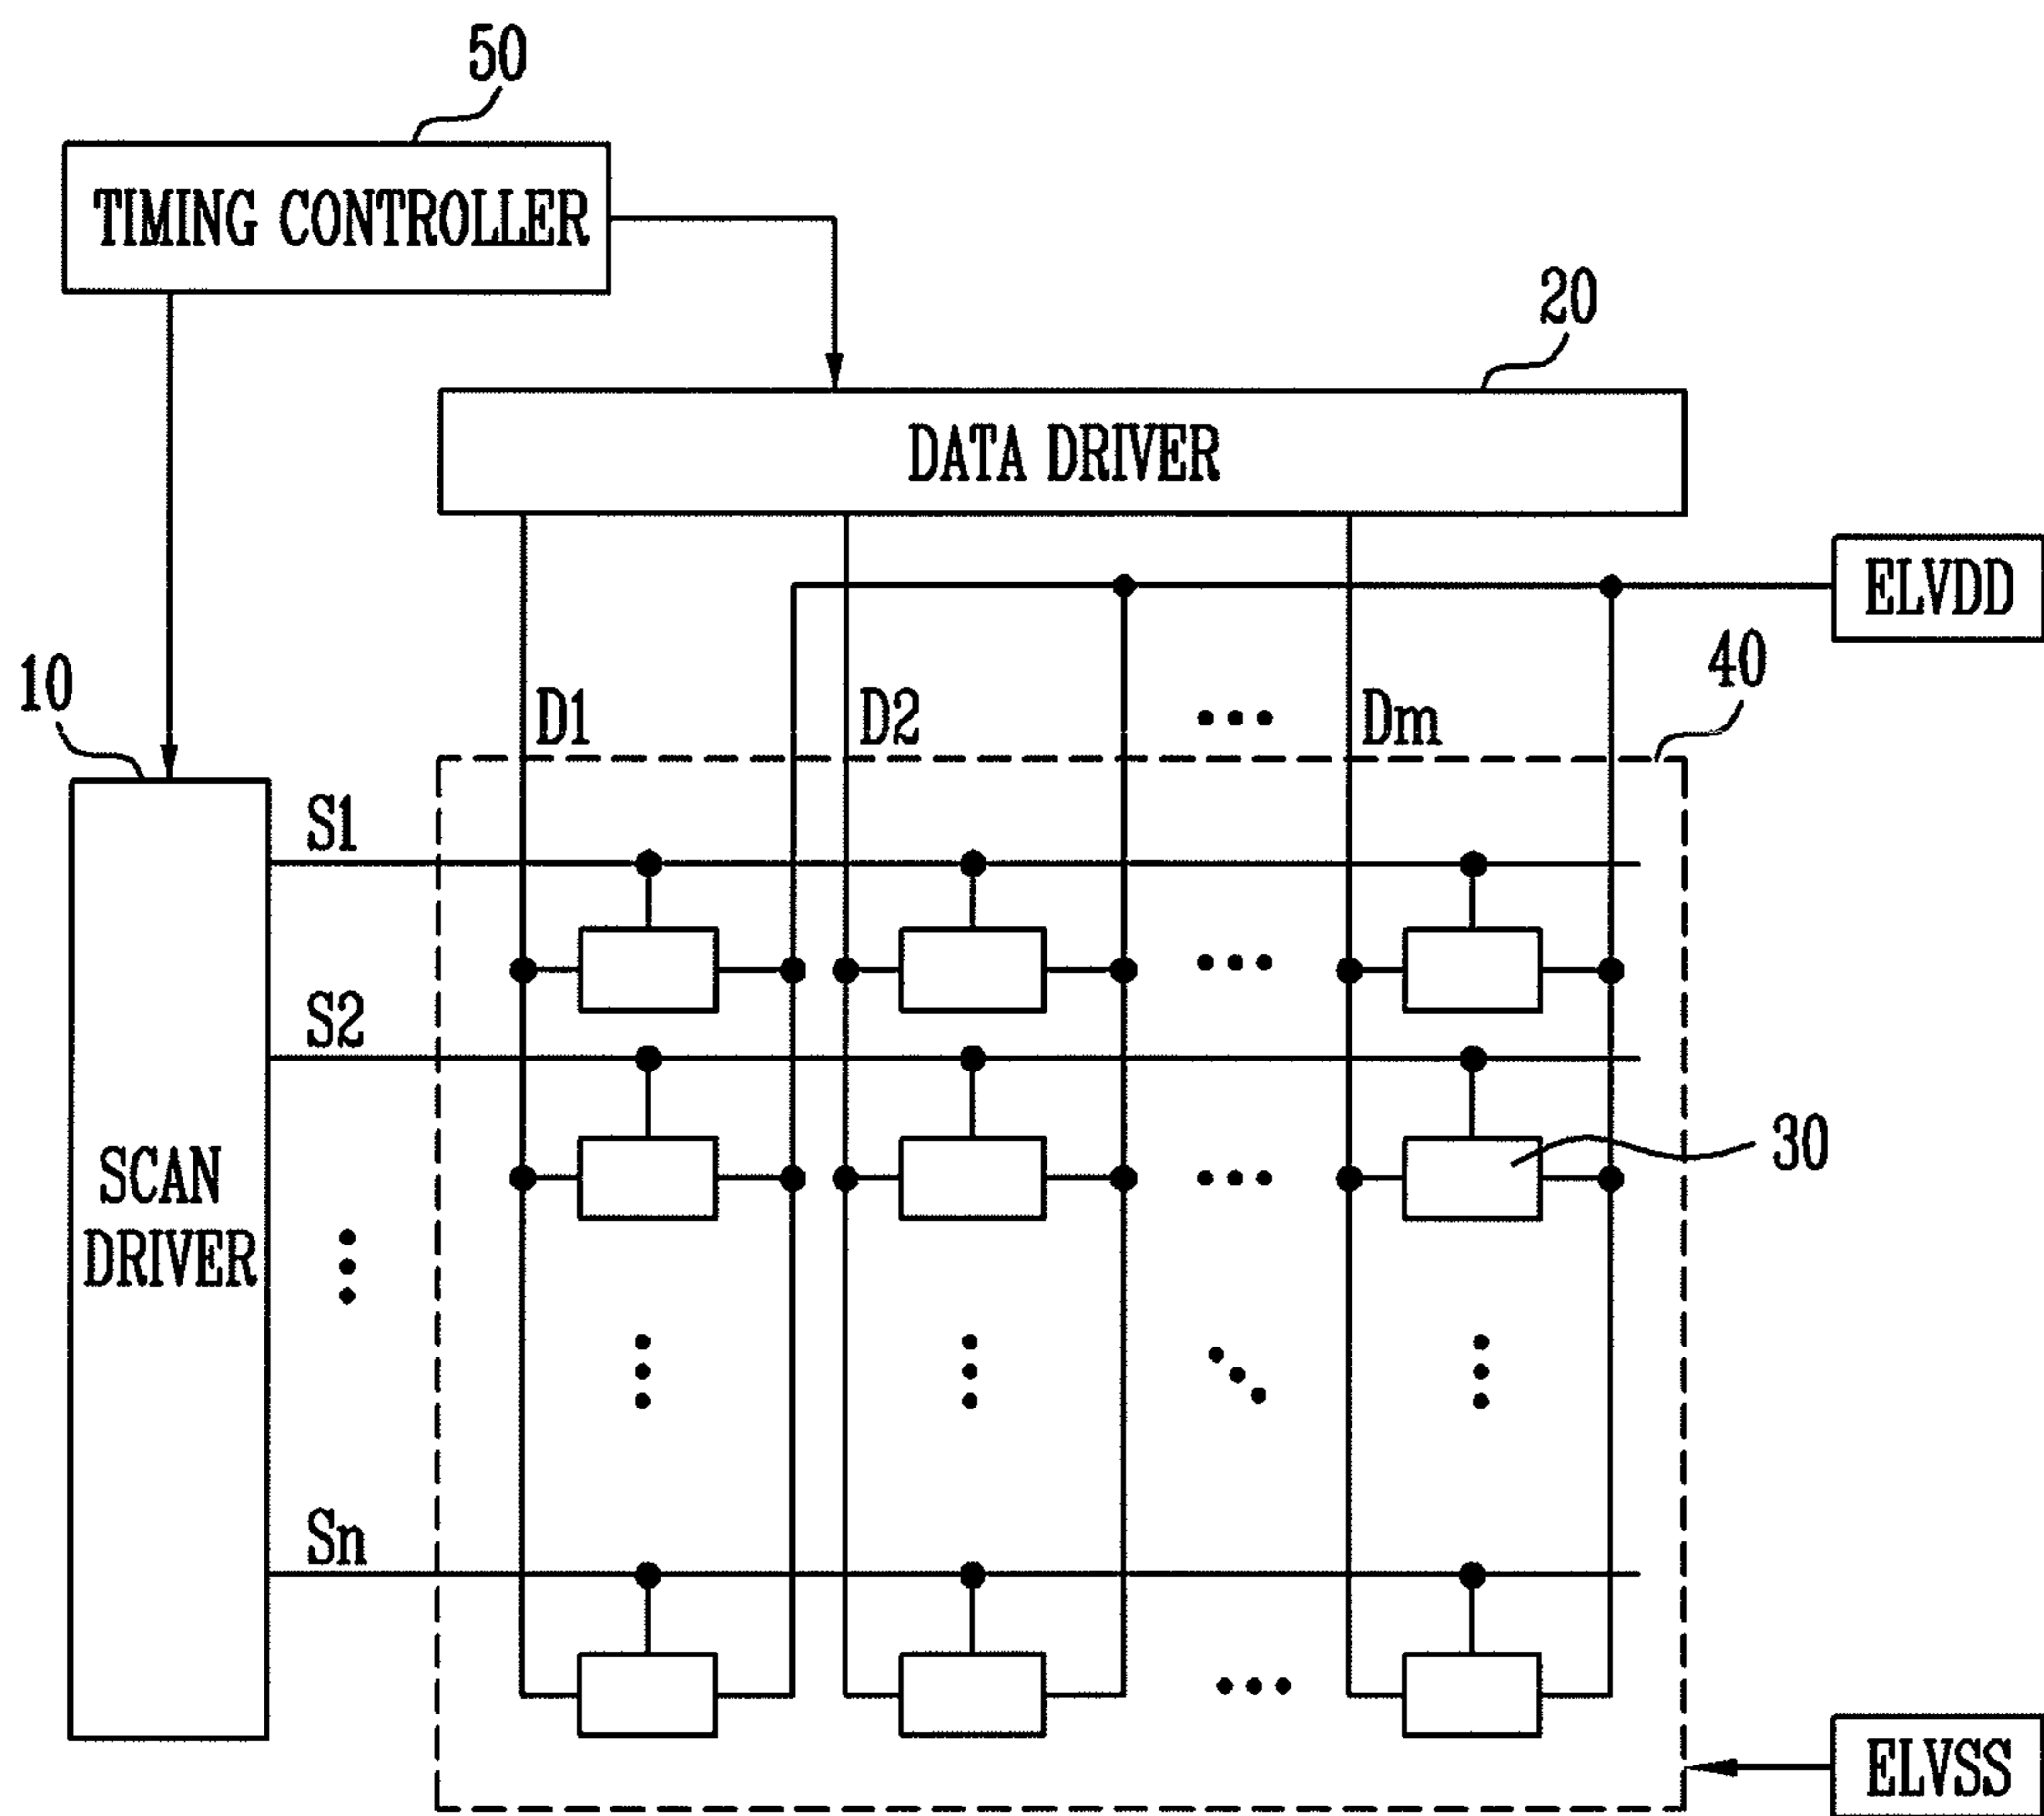 50
TIMING CONTROLLER
20
DATA DRIVER
ELVDD
40
10
D1
D2
Dm
S1
S2
30
SCAN
DRIVER
Sn
ELVSS